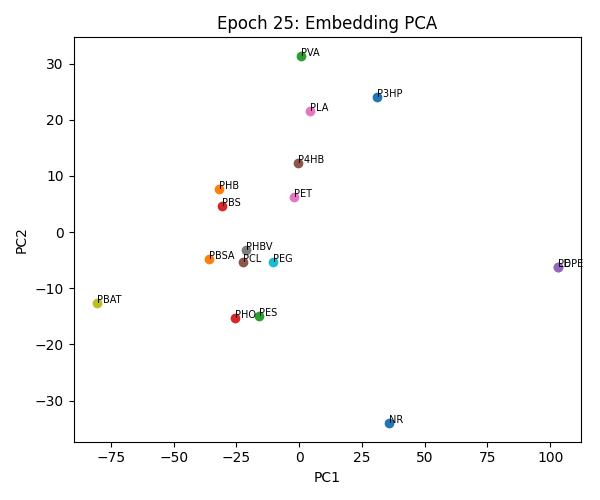 Epoch 25: Embedding PCA
PVA
P3HP
PLA
P4HB
PET
PHB
PBS
PHBV
PBSA
PCL
PEG
PBAT
PHO
PES
NR
PC2
30
20
10
0
−10
−20
−30
−75
−50
−25
0
25
50
75
100
PC1